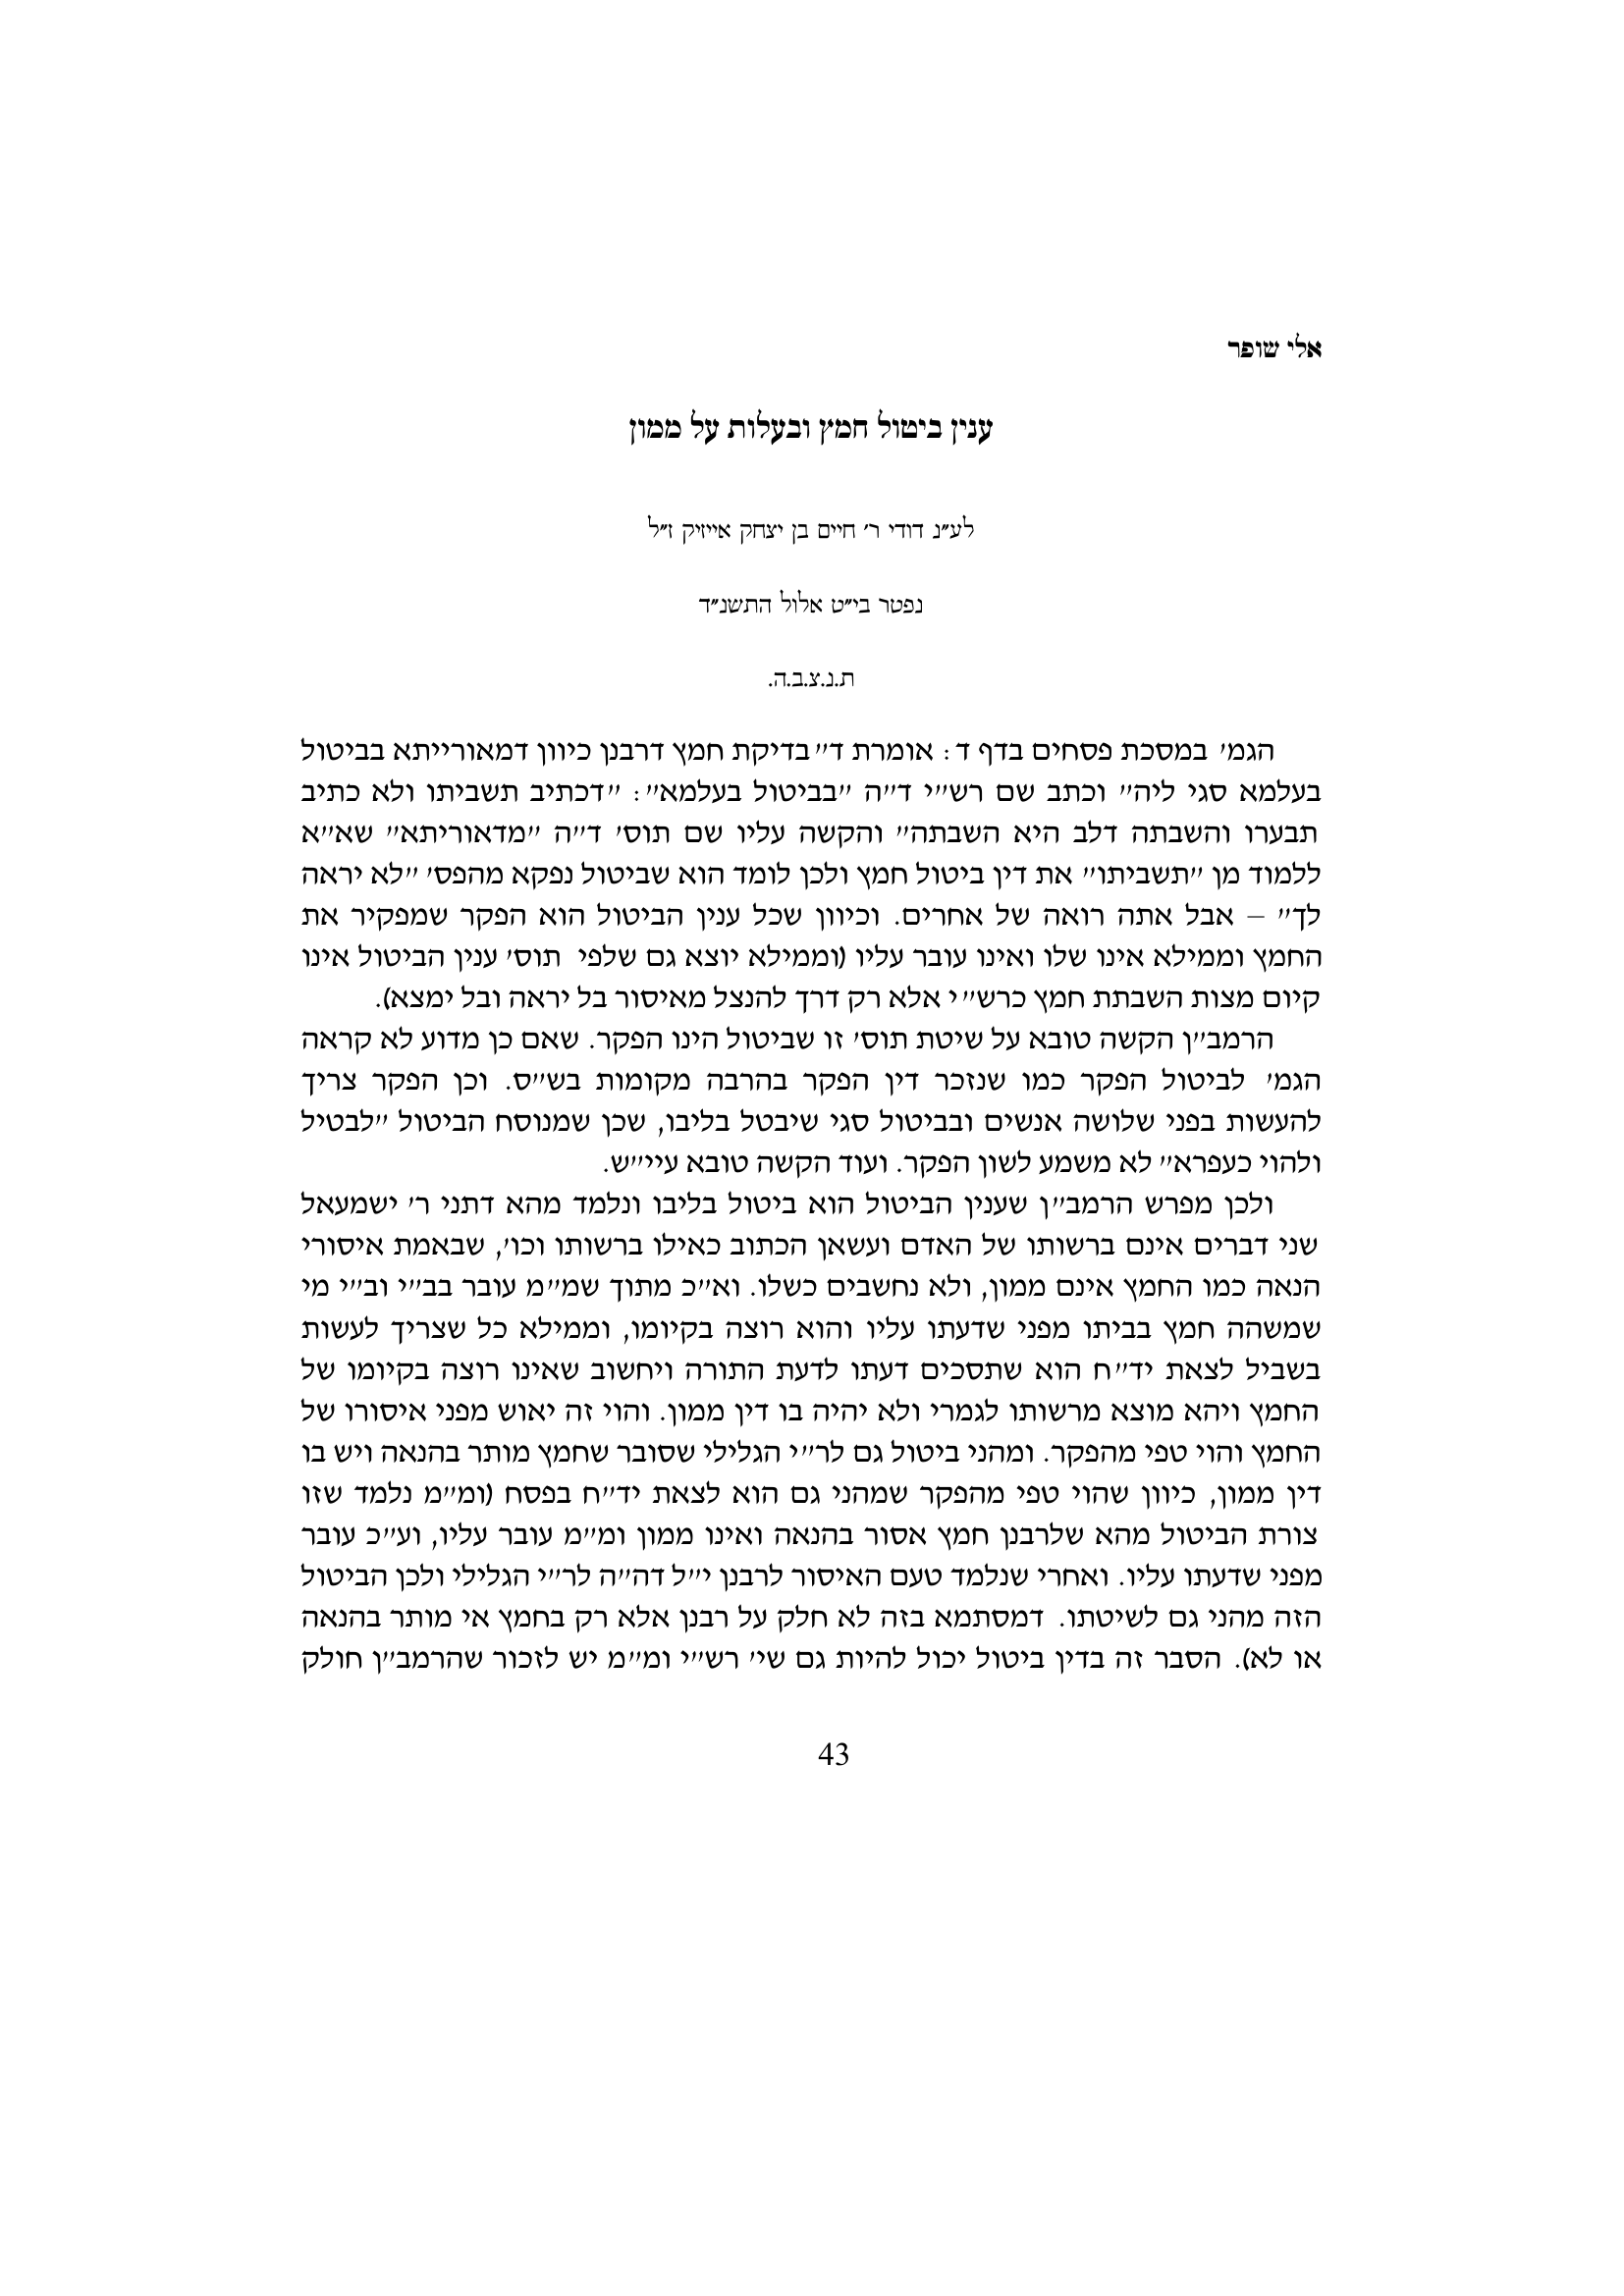 אלי שופר
ענין ביטול חמץ ובעלות על ממון
לע״נ דודי ר׳ חיים בן יצחק אייזיק ז״ל
נפטר בי״ט אלול התשנ״ד
ת.נ.צ.ב.ה.
הגמ׳ במסכת פסחים בדף ד: אומרת ד״בדיקת חמץ דרבנן כיוון דמאורייתא בביטול
בעלמא סגי ליה״ וכתב שם רש״י ד״ה ״בביטול בעלמא״: ״דכתיב תשביתו ולא כתיב
תבערו והשבתה דלב היא השבתה״ והקשה עליו שם תוס׳ ד״ה ״מדאוריתא״ שא״א
ללמוד מן ״תשביתו״ את דין ביטול חמץ ולכן לומד הוא שביטול נפקא מהפס׳ ״לא יראה
לך״ – אבל אתה רואה של אחרים. וכיוון שכל ענין הביטול הוא הפקר שמפקיר את
החמץ וממילא אינו שלו ואינו עובר עליו (וממילא יוצא גם שלפי תוס׳ ענין הביטול אינו
קיום מצות השבתת חמץ כרש״י אלא רק דרך להנצל מאיסור בל יראה ובל ימצא).
הרמב״ן הקשה טובא על שיטת תוס׳ זו שביטול הינו הפקר. שאם כן מדוע לא קראה
הגמ׳ לביטול הפקר כמו שנזכר דין הפקר בהרבה מקומות בש״ס. וכן הפקר צריך
להעשות בפני שלושה אנשים ובביטול סגי שיבטל בליבו, שכן שמנוסח הביטול ״לבטיל
ולהוי כעפרא״ לא משמע לשון הפקר. ועוד הקשה טובא עיי״ש.
ולכן מפרש הרמב״ן שענין הביטול הוא ביטול בליבו ונלמד מהא דתני ר׳ ישמעאל
שני דברים אינם ברשותו של האדם ועשאן הכתוב כאילו ברשותו וכו׳, שבאמת איסורי
הנאה כמו החמץ אינם ממון, ולא נחשבים כשלו. וא״כ מתוך שמ״מ עובר בב״י וב״י מי
שמשהה חמץ בביתו מפני שדעתו עליו והוא רוצה בקיומו, וממילא כל שצריך לעשות
בשביל לצאת יד״ח הוא שתסכים דעתו לדעת התורה ויחשוב שאינו רוצה בקיומו של
החמץ ויהא מוצא מרשותו לגמרי ולא יהיה בו דין ממון. והוי זה יאוש מפני איסורו של
החמץ והוי טפי מהפקר. ומהני ביטול גם לר״י הגלילי שסובר שחמץ מותר בהנאה ויש בו
דין ממון, כיוון שהוי טפי מהפקר שמהני גם הוא לצאת יד״ח בפסח (ומ״מ נלמד שזו
צורת הביטול מהא שלרבנן חמץ אסור בהנאה ואינו ממון ומ״מ עובר עליו, וע״כ עובר
מפני שדעתו עליו. ואחרי שנלמד טעם האיסור לרבנן י״ל דה״ה לר״י הגלילי ולכן הביטול
הזה מהני גם לשיטתו. דמסתמא בזה לא חלק על רבנן אלא רק בחמץ אי מותר בהנאה
או לא). הסבר זה בדין ביטול יכול להיות גם שי׳ רש״י ומ״מ יש לזכור שהרמב״ן חולק
43